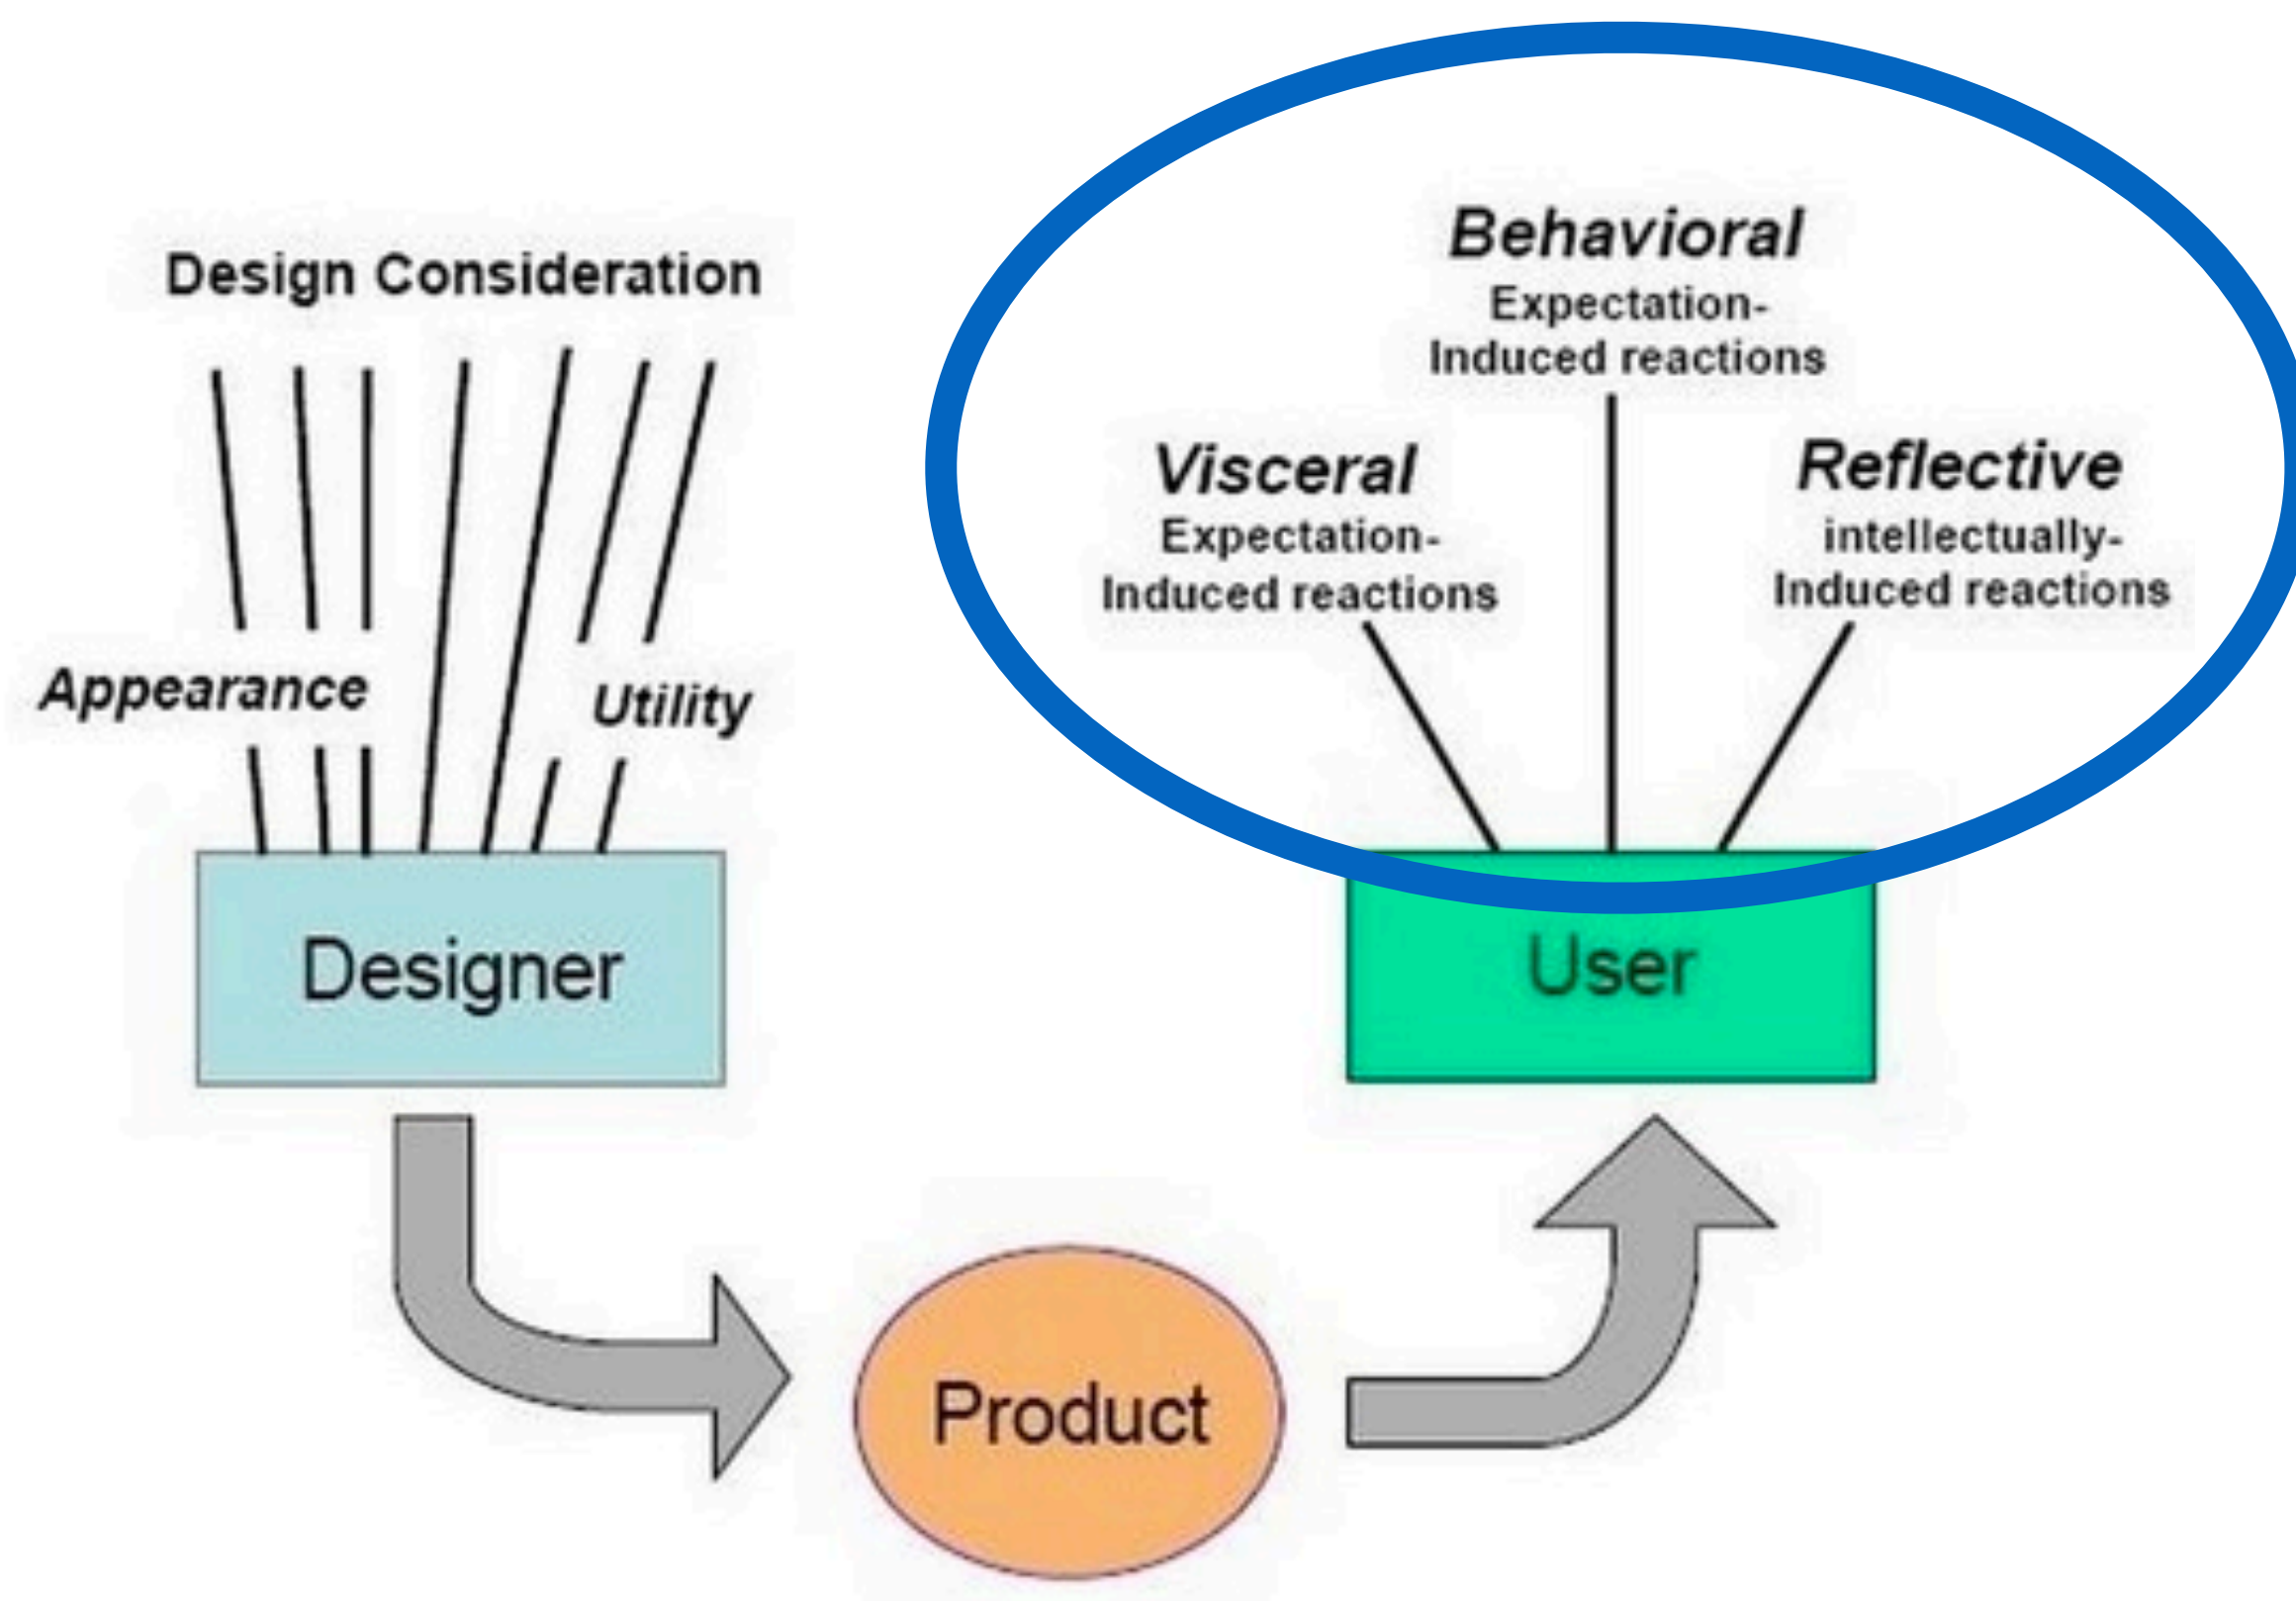 Design Consideration
Appearance
Utility
Designer
Behavioral
Expectation-
Induced reactions
Visceral
Expectation-
Induced reactions
Reflective
intellectually-
Induced reactions
User
Product